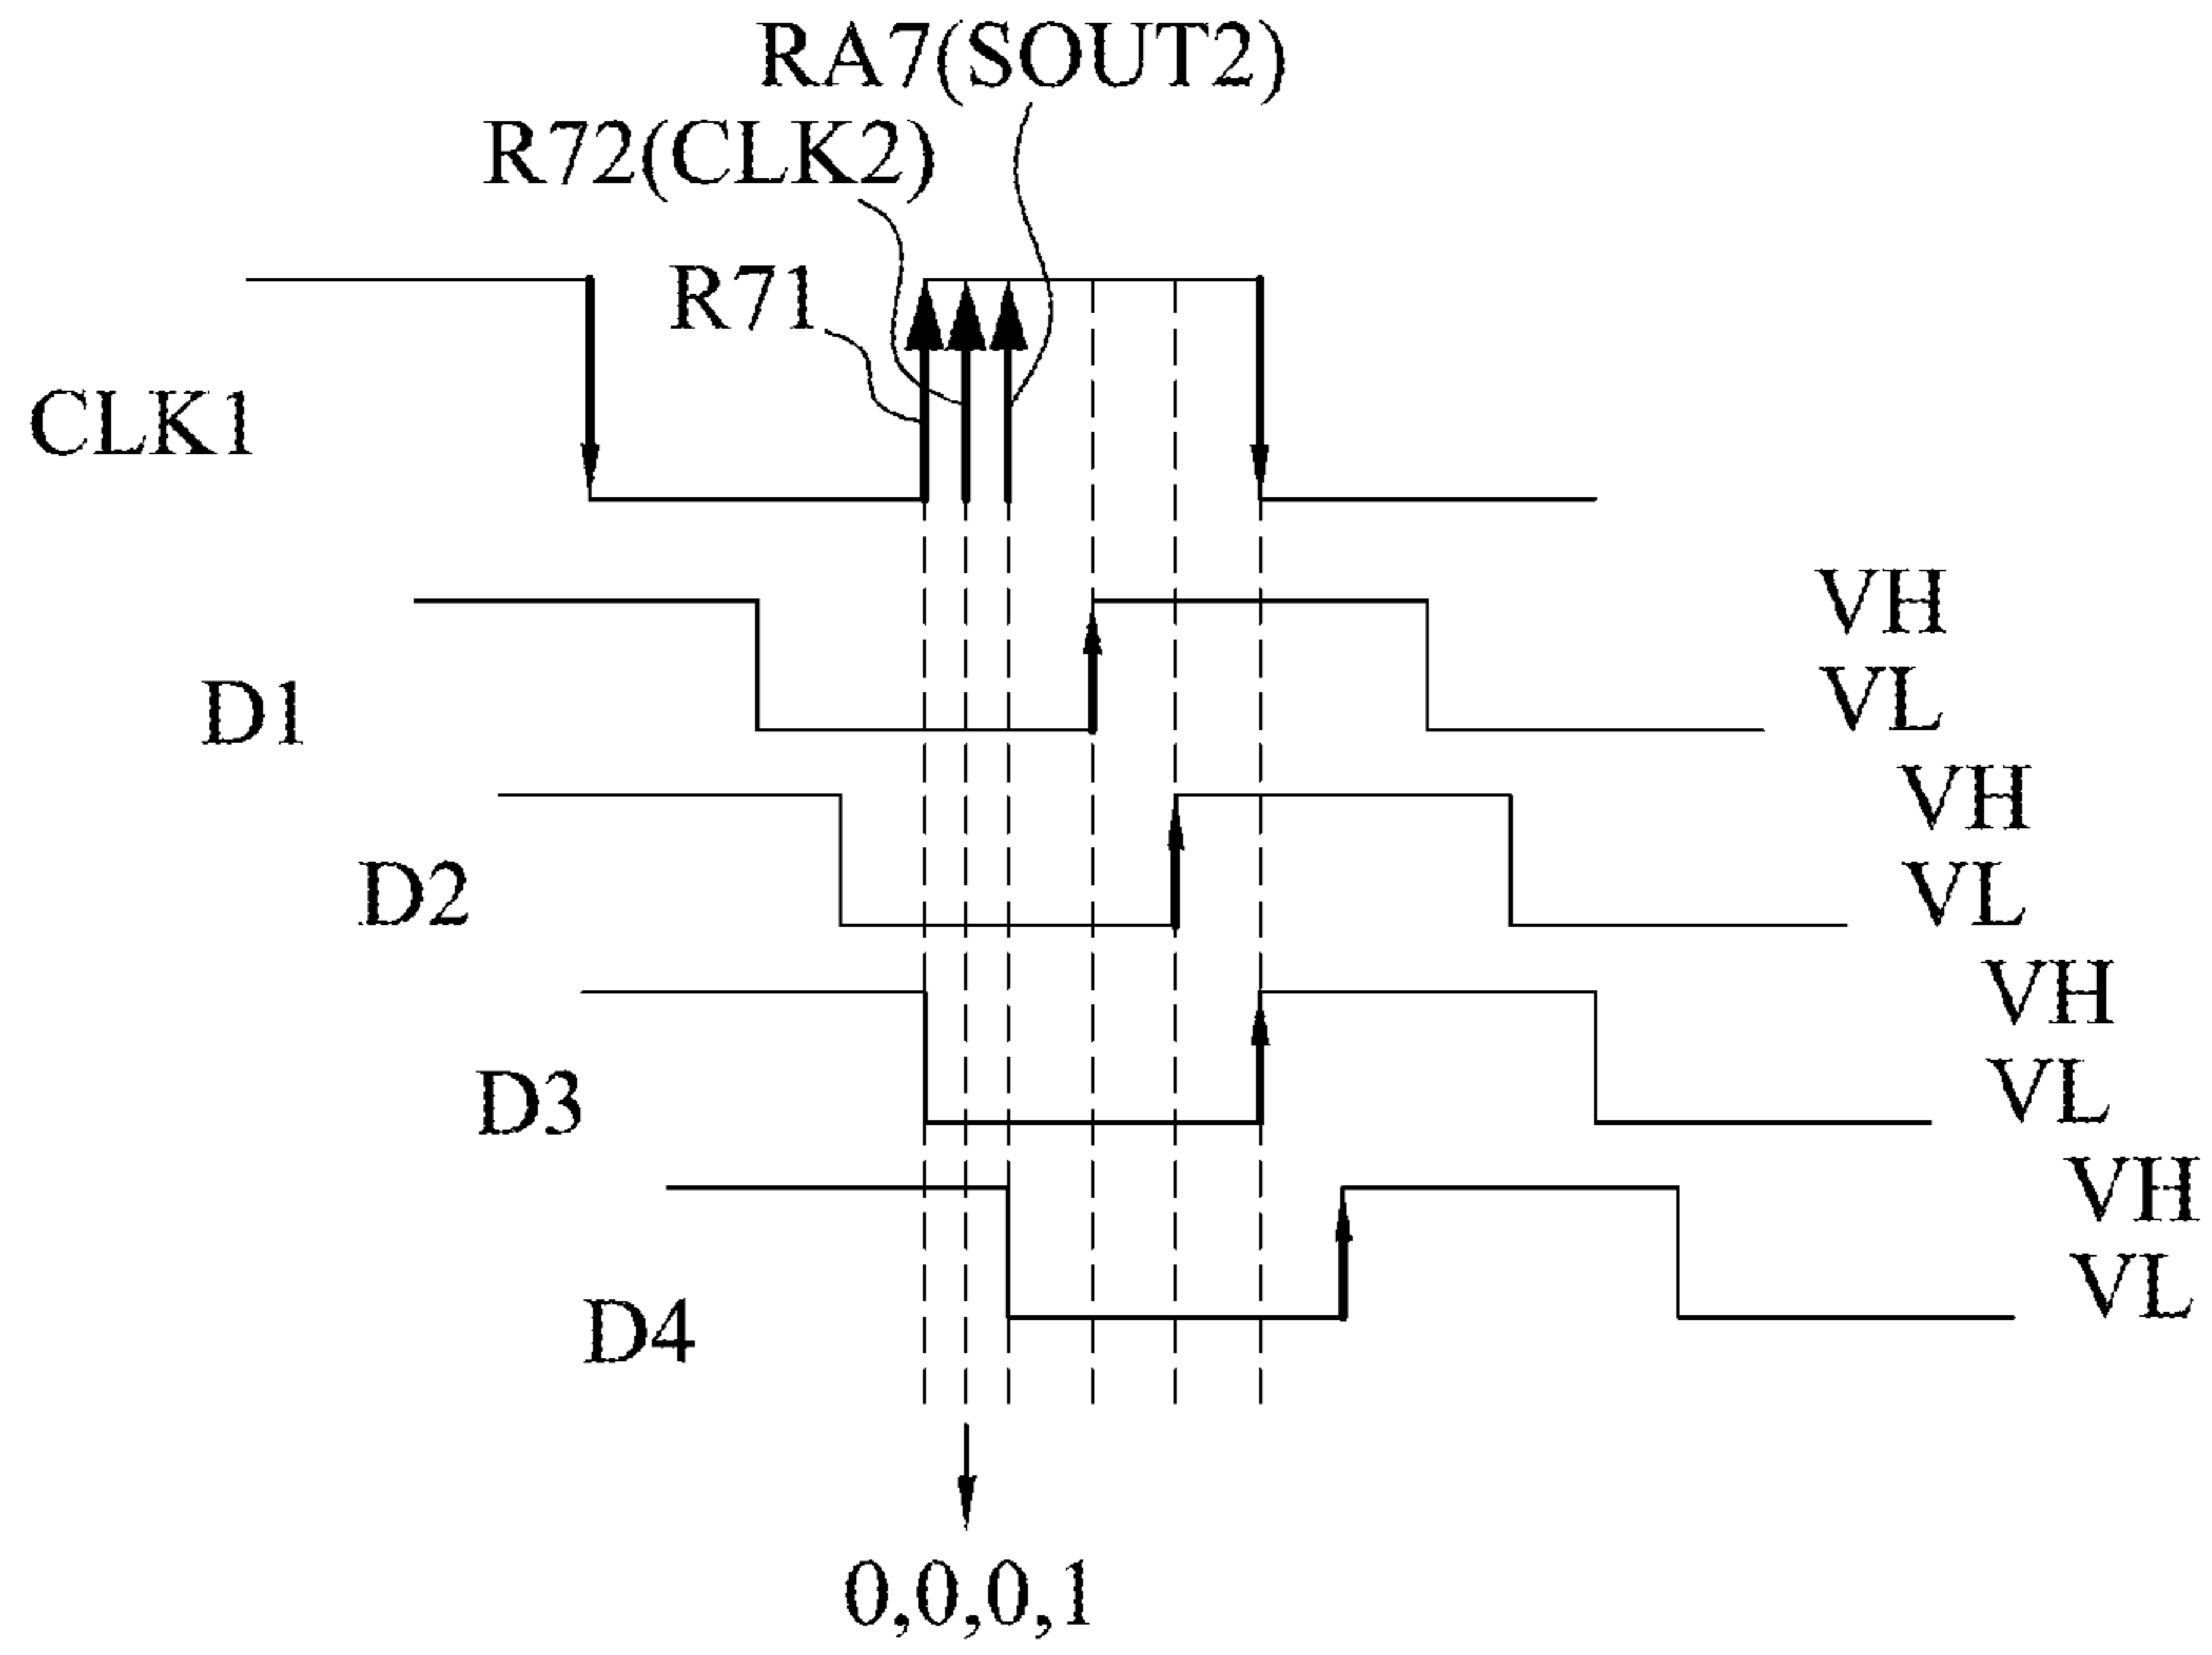 RA7(SOUT2)
R72(CLK2)
R71
CLK1
VH
D1
VL
VH
D2
VL
VH
D3
VL
VH
D4
VL
0,0,0,1